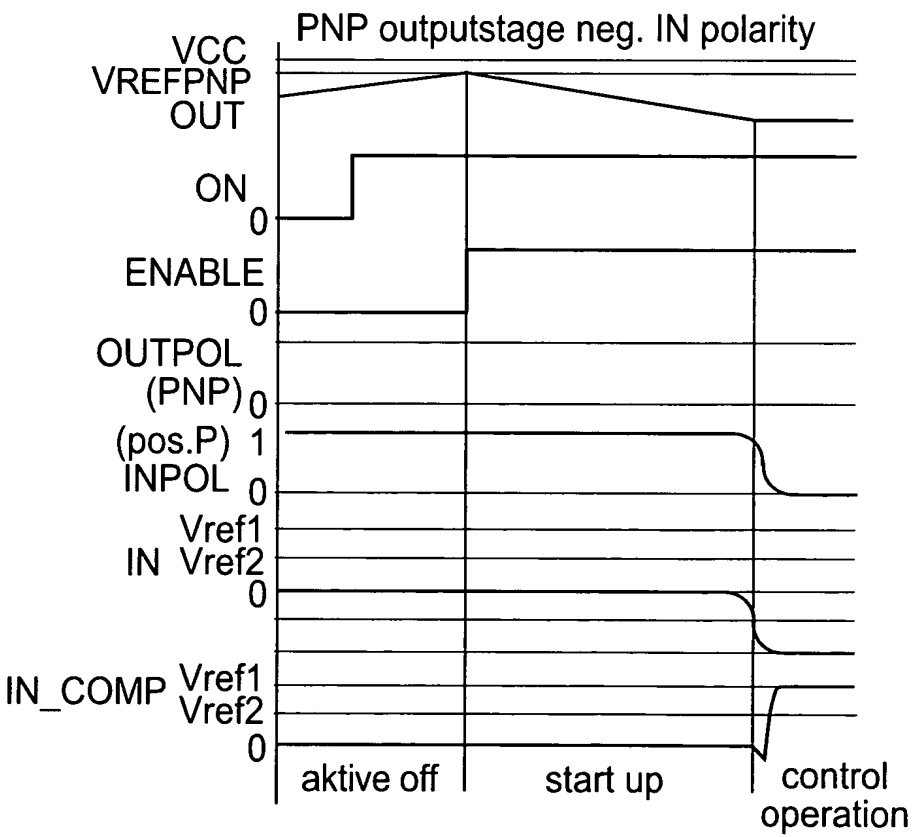 PNP outputstage neg. IN polarity
VCC
VREFPNP
OUT
ON
0
ENABLE
0
OUTPOL
(PNP) 0
(pos.P) 1
INPOL 0
Vref1
IN Vref2
0
IN_COMP Vref1
Vref2
0
aktive off
start up
control
operation